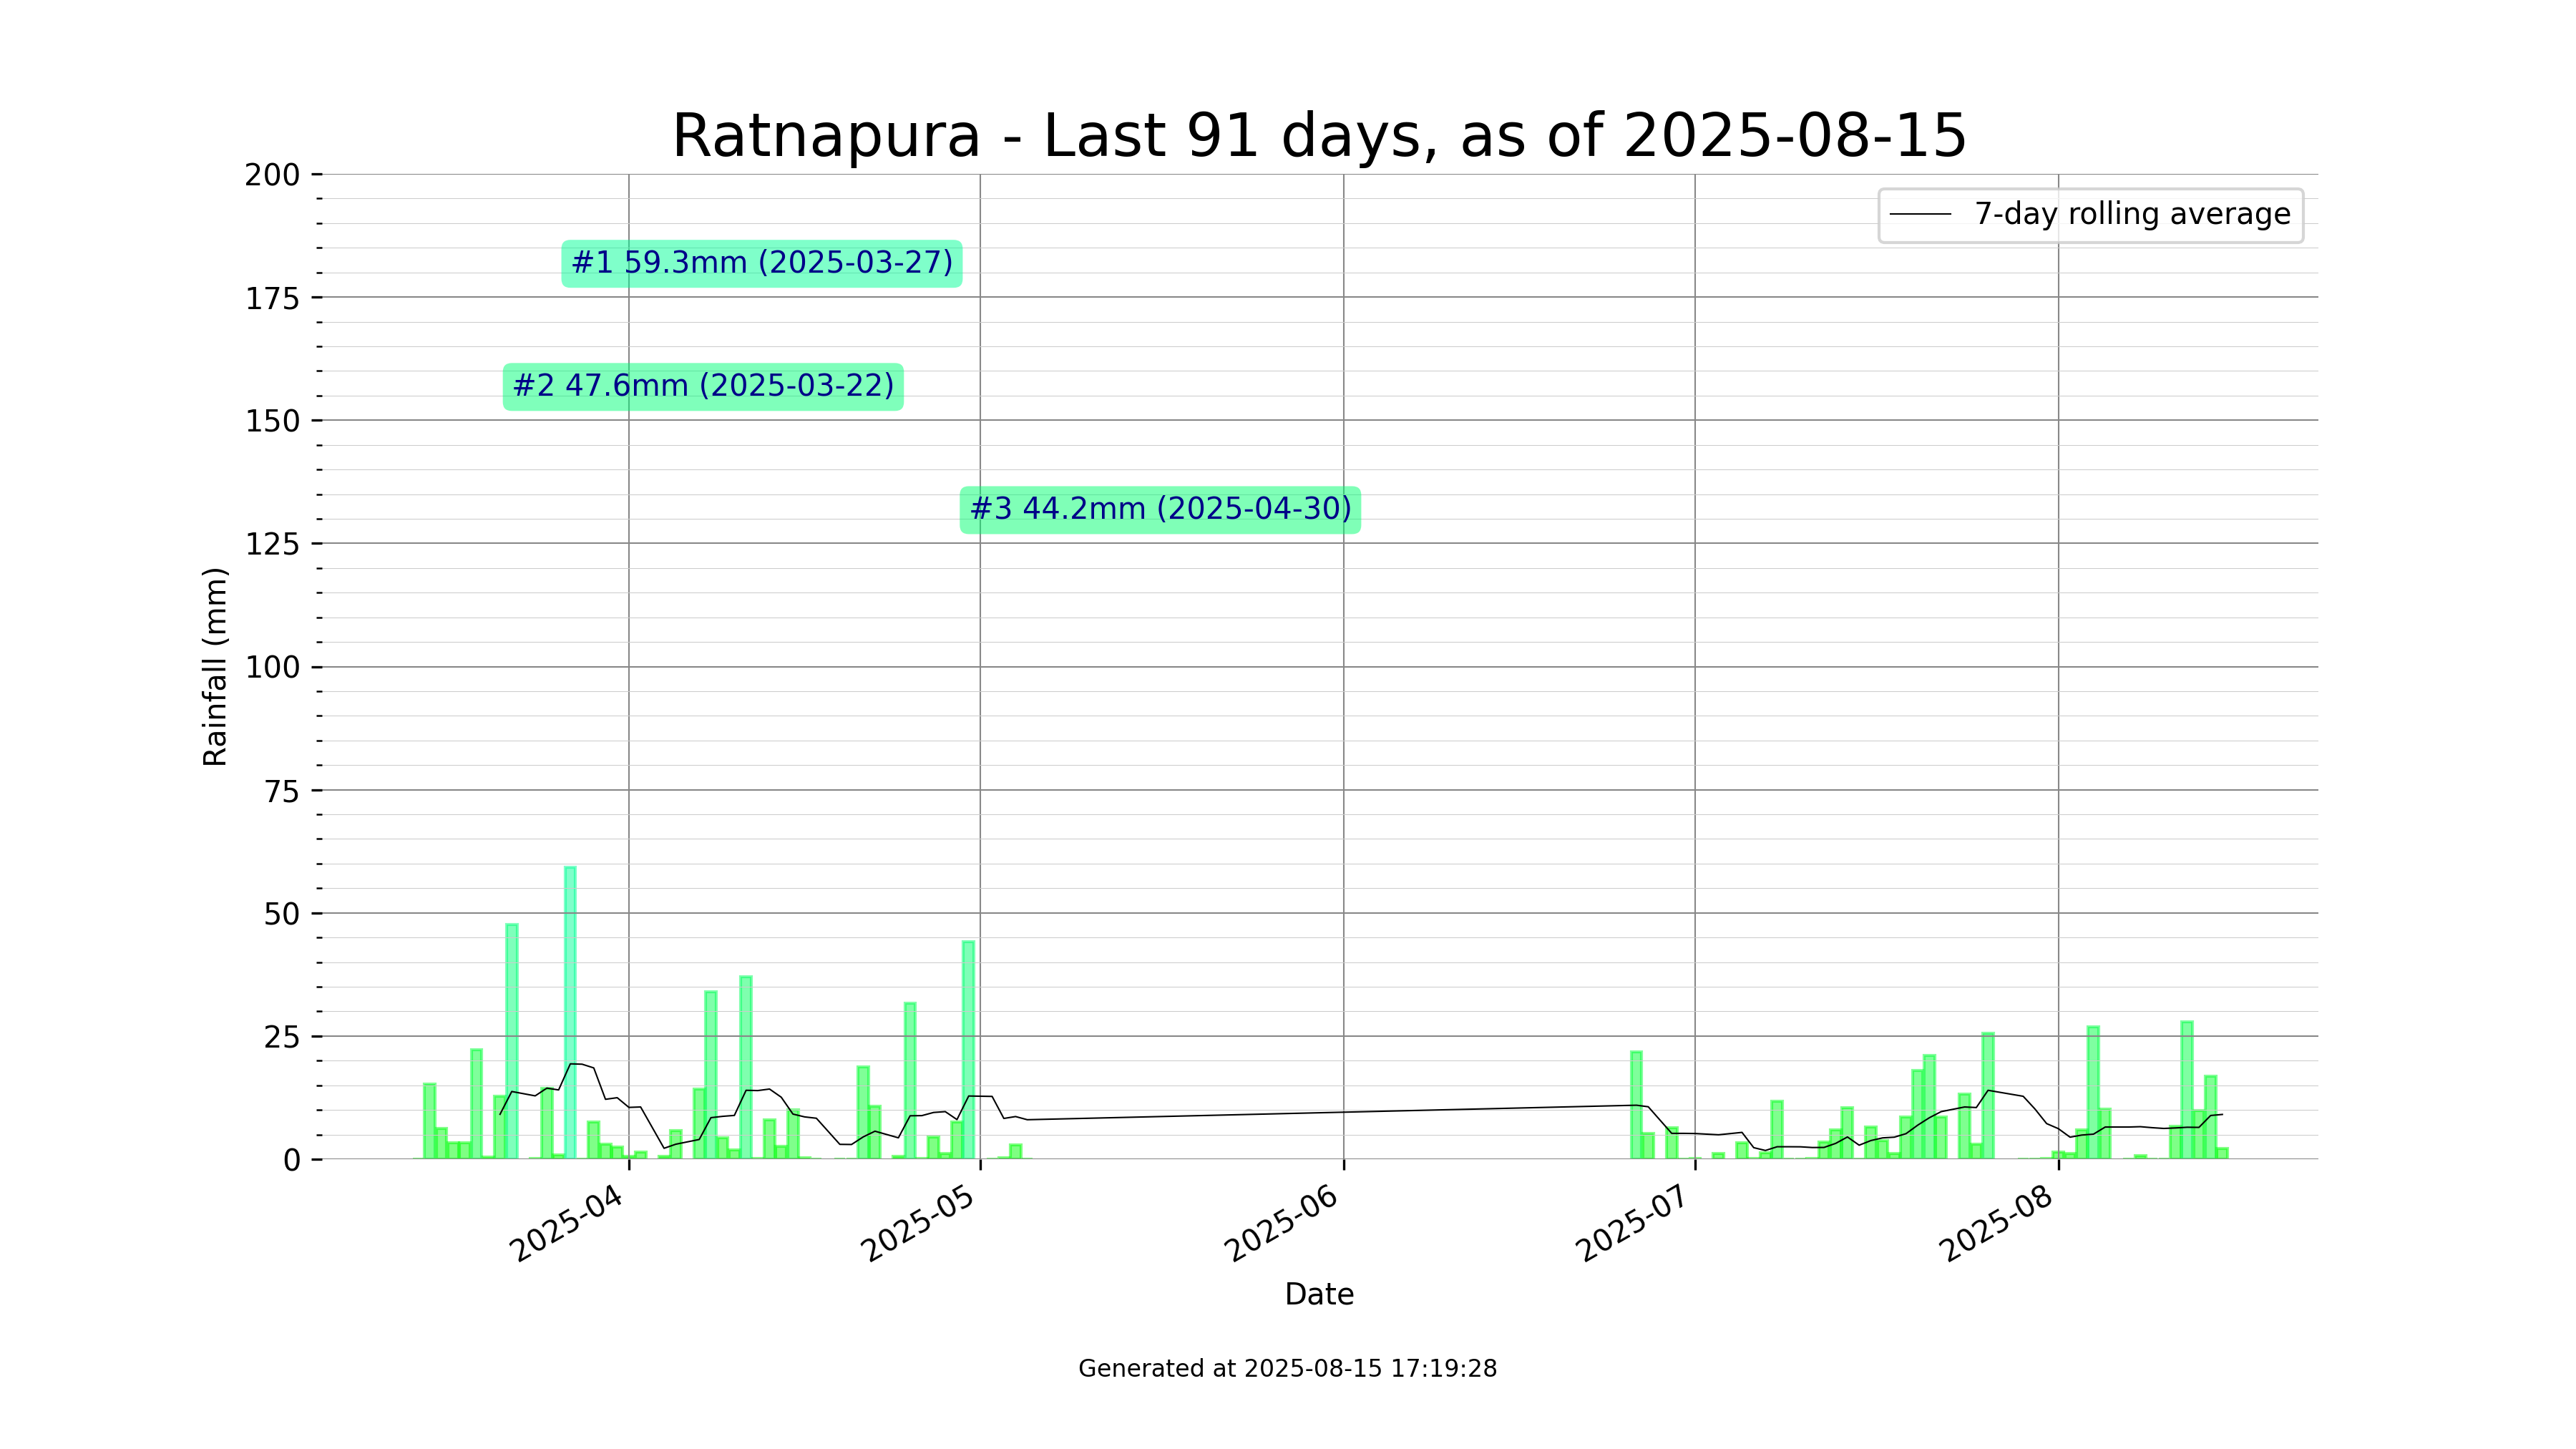 Ratnapura - Last 91 days, as of 2025-08-15
200
7-day rolling average
#1 59.3mm (2025-03-27)
175
#2 47.6mm (2025-03-22)
150
#3 44.2mm (2025-04-30)
125
Rainfall (mm)
100
75
50
25
0
2025-04
2025-05
2025-06
2025-07
2025-08
Date
Generated at 2025-08-15 17:19:28